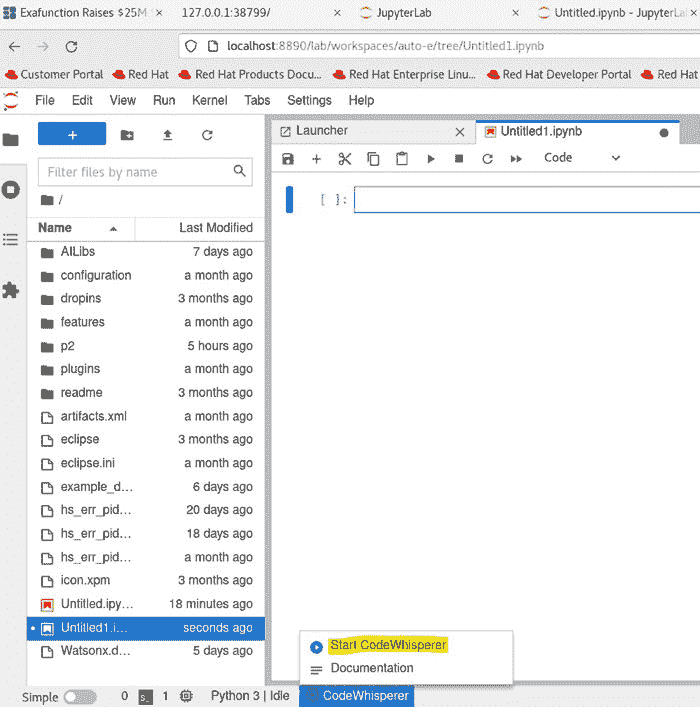 Exafunction Raises $25M
127.0.0.1:38799/
JupyterLab
Untitled.ipynb - JupyterLab
localhost:8890/lab/workspaces/auto-e/tree/Untitled1.ipynb
Customer Portal Red Hat Red Hat Products Docu... Red Hat Enterprise Linu... Red Hat Developer Portal Red Hat
File Edit View Run Kernel Tabs Settings Help
+
Launcher
Untitled1.ipynb
Filter files by name
Code
/
[ ]:
Name Last Modified
AILibs 7 days ago
configuration a month ago
dropins 3 months ago
features a month ago
p2 5 hours ago
plugins a month ago
readme 3 months ago
artifacts.xml a month ago
eclipse 3 months ago
eclipse.ini a month ago
example_d... 6 days ago
hs_err_pid... 20 days ago
hs_err_pid... 18 days ago
hs_err_pid... a month ago
icon.xpm 3 months ago
Untitled.ipy... 18 minutes ago
Untitled1.i... seconds ago
Watsonx.d... 5 days ago
Start CodeWhisperer
Documentation
Simple 0 1 Python 3 | Idle CodeWhisperer